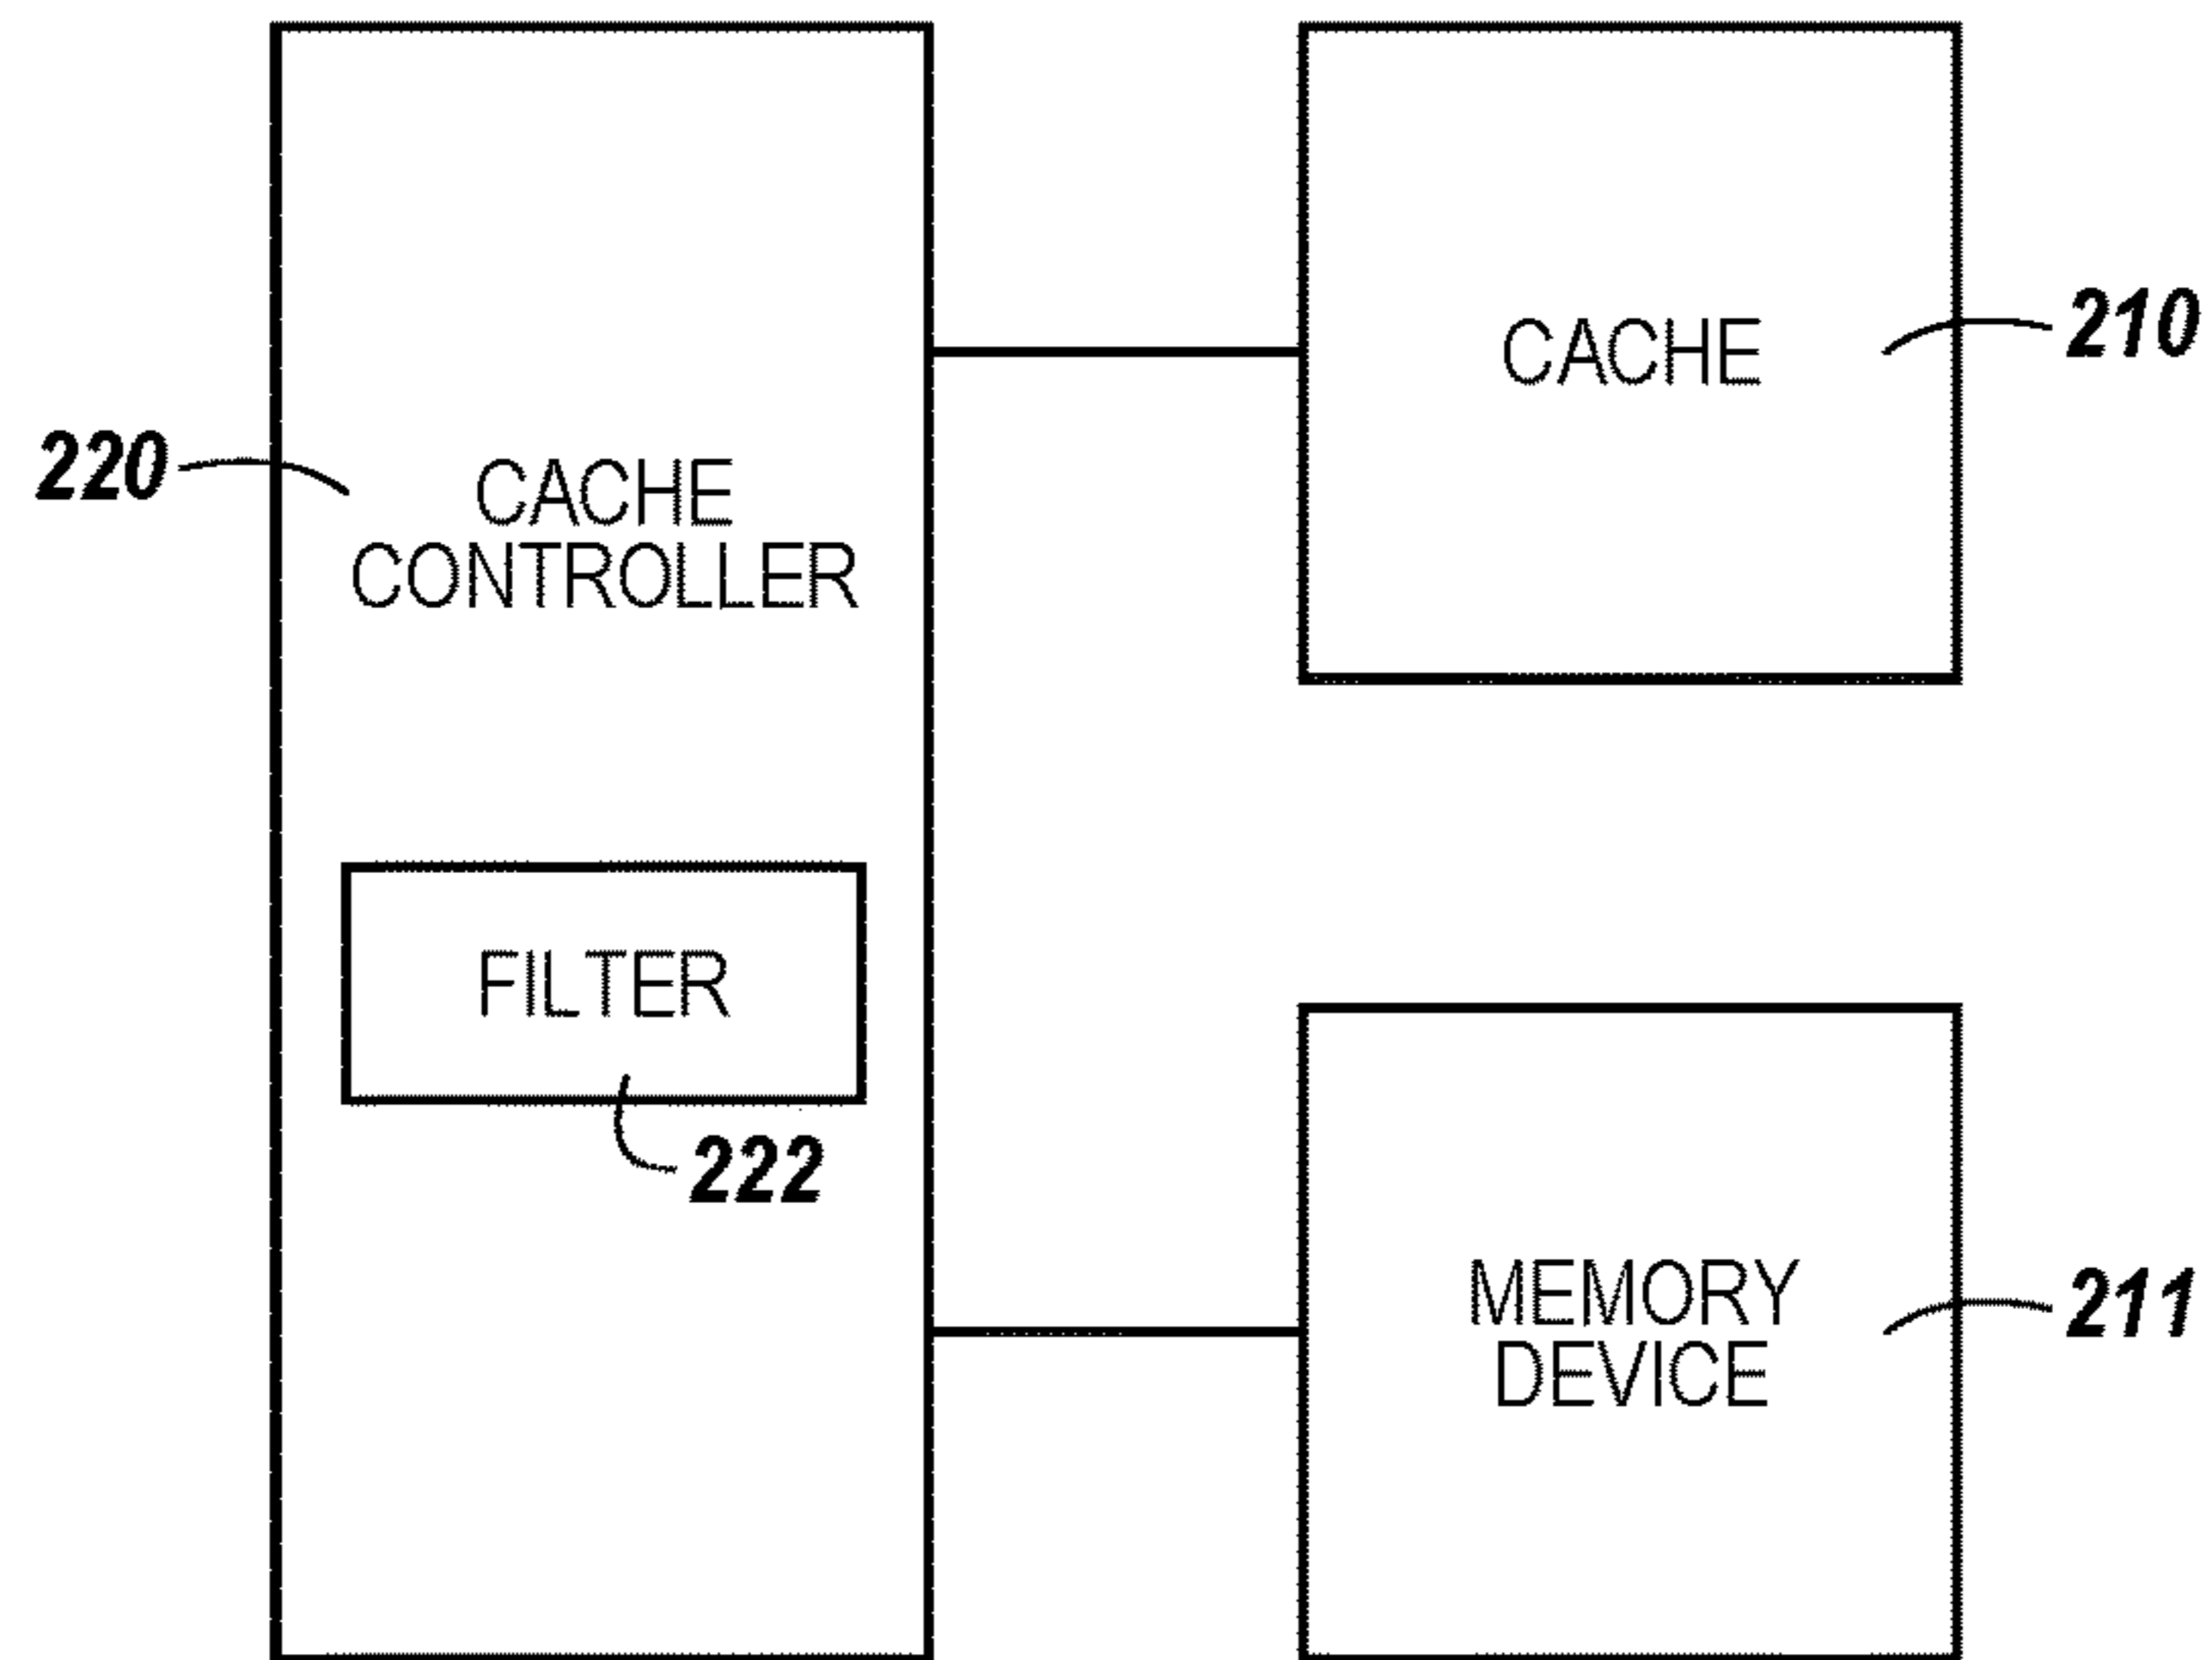 CACHE
210
220
CACHE
CONTROLLER
FILTER
222
MEMORY
DEVICE
211